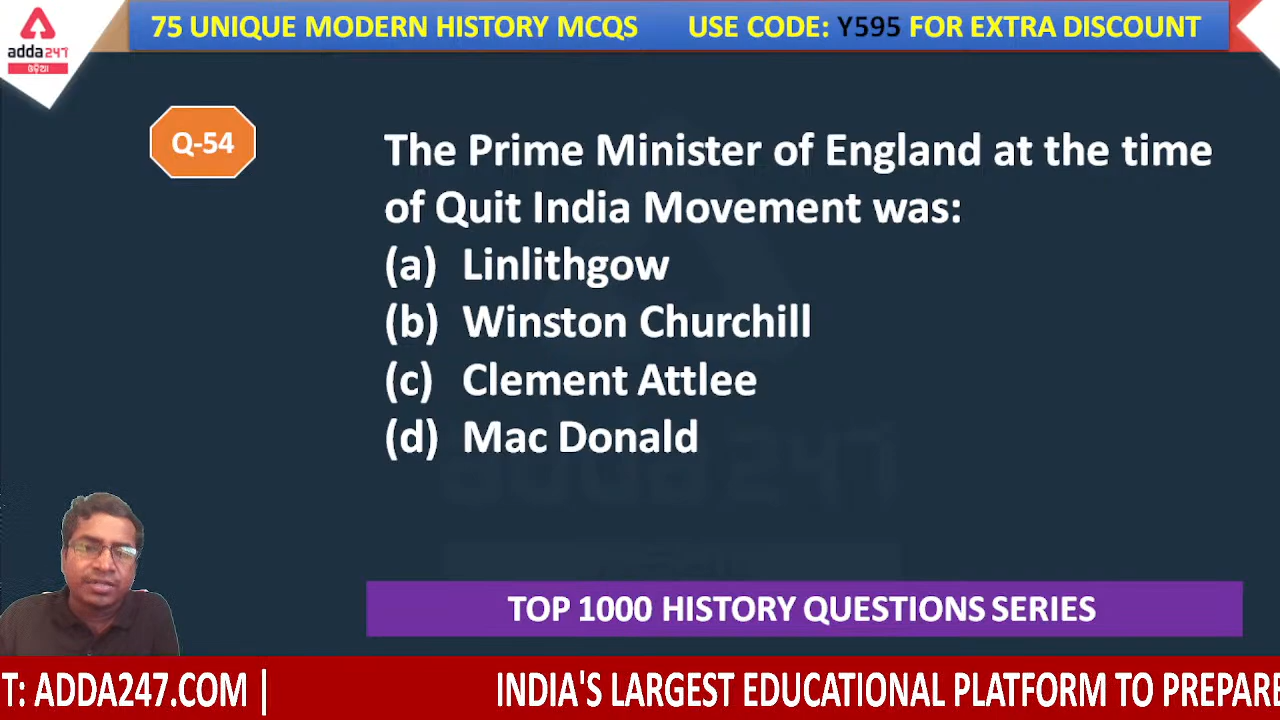 75 UNIQUE MODERN HISTORY MCQS USE CODE: Y595 FOR EXTRA DISCOUNT
adda247
ଓଡ଼ିଆ
Q-54
The Prime Minister of England at the time
of Quit India Movement was:
(a) Linlithgow
(b) Winston Churchill
(c) Clement Attlee
(d) Mac Donald
adda247
TOP 1000 HISTORY QUESTIONS SERIES
T: ADDA247.COM | INDIA'S LARGEST EDUCATIONAL PLATFORM TO PREPARE